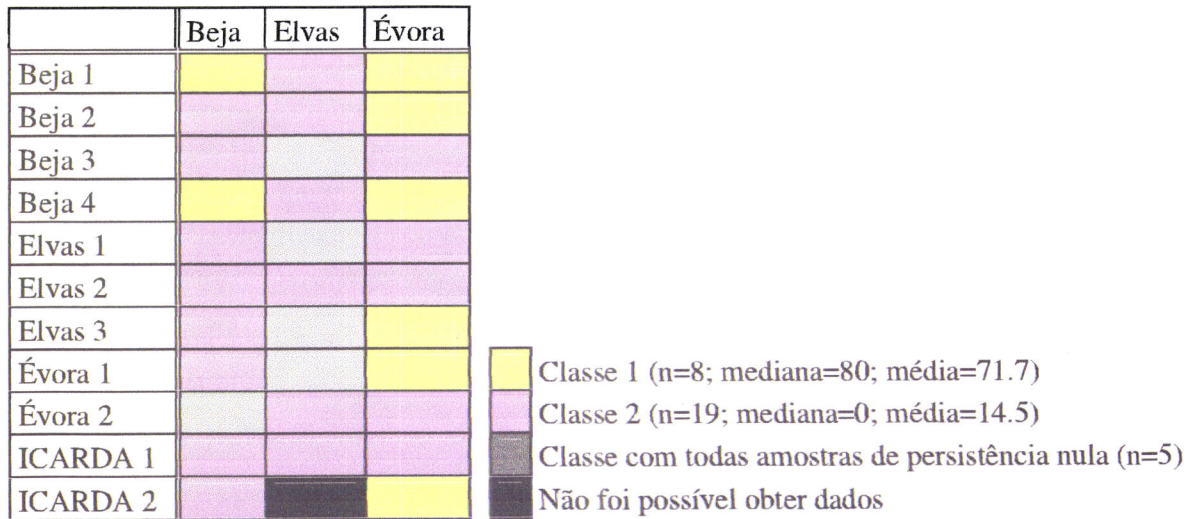 Beja Elvas Évora
Beja 1
Beja 2
Beja 3
Beja 4
Elvas 1
Elvas 2
Elvas 3
Évora 1
Évora 2
ICARDA 1
ICARDA 2
Classe 1 (n=8; mediana=80; média=71.7)
Classe 2 (n=19; mediana=0; média=14.5)
Classe com todas amostras de persistência nula (n=5)
Não foi possível obter dados